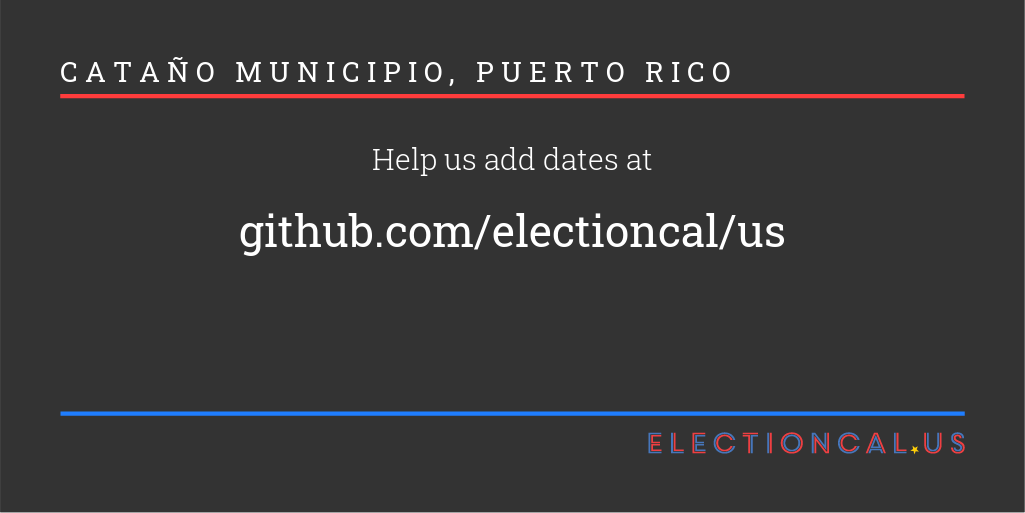 CATAÑO MUNICIPIO, PUERTO RICO
Help us add dates at
github.com/electioncal/us
ELECTIONCAL.US